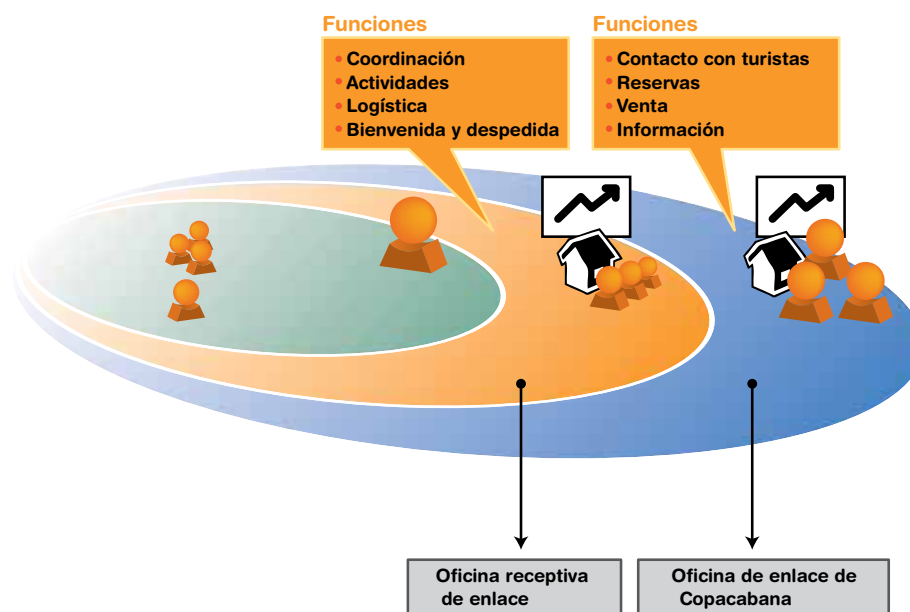 Funciones
• Coordinación
• Actividades
• Logística
• Bienvenida y despedida
Funciones
• Contacto con turistas
• Reservas
• Venta
• Información
Oficina receptiva
de enlace
Oficina de enlace de
Copacabana